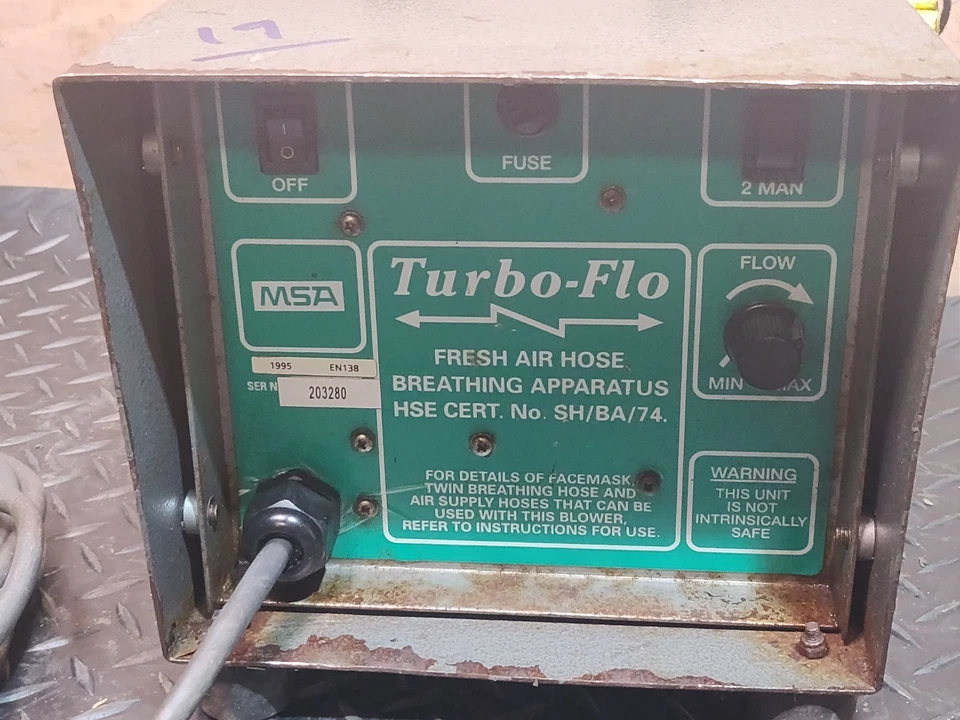 17
I
O
OFF
FUSE
2 MAN
MSA
Turbo-Flo
FRESH AIR HOSE
BREATHING APPARATUS
HSE CERT. No. SH/BA/74.
FLOW
MIN MAX
1995 EN138
SER N
203280
FOR DETAILS OF FACEMASK,
TWIN BREATHING HOSE AND
AIR SUPPLY HOSES THAT CAN BE
USED WITH THIS BLOWER,
REFER TO INSTRUCTIONS FOR USE.
WARNING
THIS UNIT
IS NOT
INTRINSICALLY
SAFE